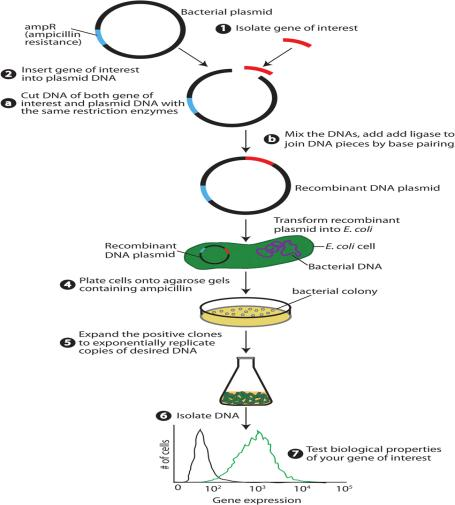 Bacterial plasmid
ampR
(ampicillin
resistance)
1 Isolate gene of interest
2 Insert gene of interest
into plasmid DNA
a Cut DNA of both gene of
interest and plasmid DNA with
the same restriction enzymes
b Mix the DNAs, add add ligase to
join DNA pieces by base pairing
Recombinant DNA plasmid
Transform recombinant
plasmid into E. coli
Recombinant
DNA plasmid
E. coli cell
Bacterial DNA
4 Plate cells onto agarose gels
containing ampicillin
bacterial colony
5 Expand the positive clones
to exponentially replicate
copies of desired DNA
6 Isolate DNA
7 Test biological properties
of your gene of interest
# of cells
0 10² 10³ 10⁴ 10⁵
Gene expression